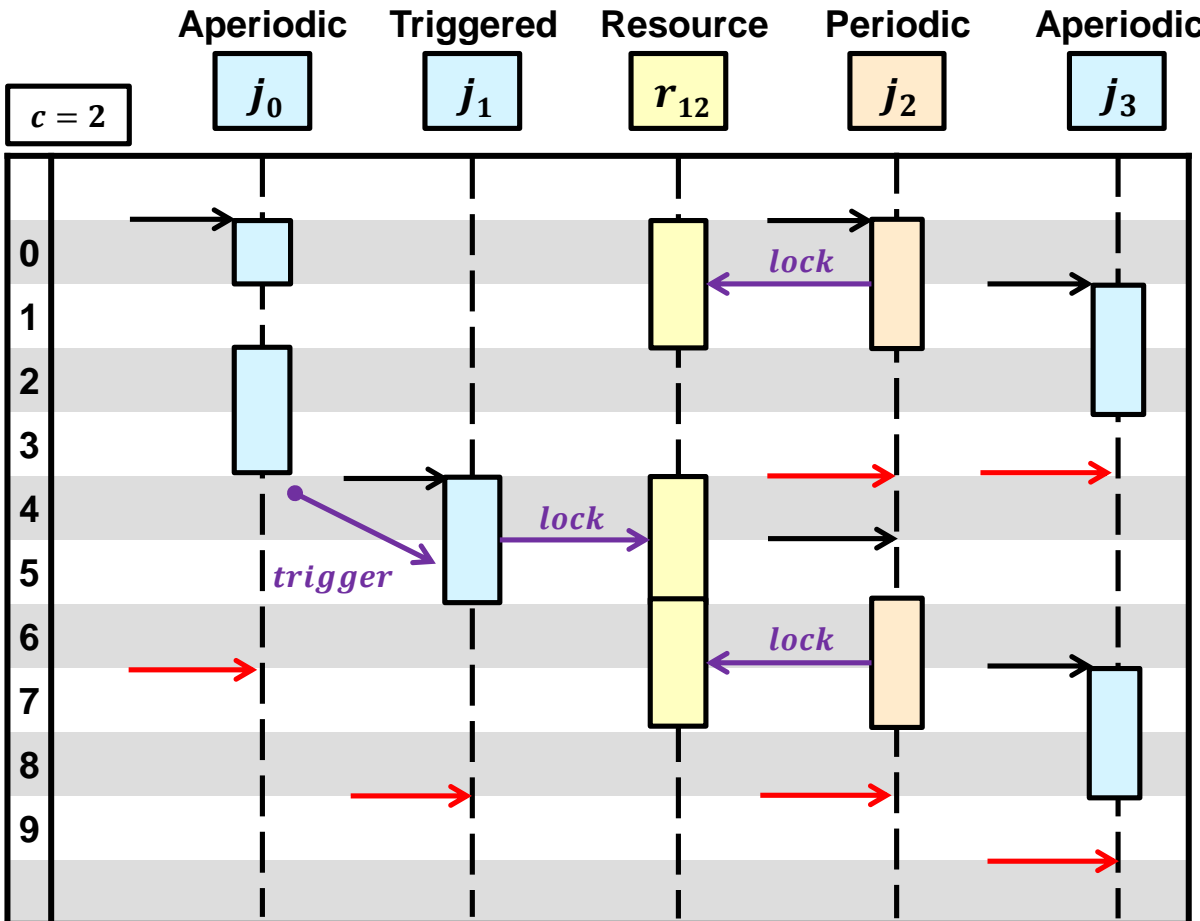 Aperiodic Triggered Resource Periodic Aperiodic
c = 2 j₀ j₁ r₁₂ j₂ j₃
0
lock
1
2
3
4
lock
5
trigger
6
lock
7
8
9